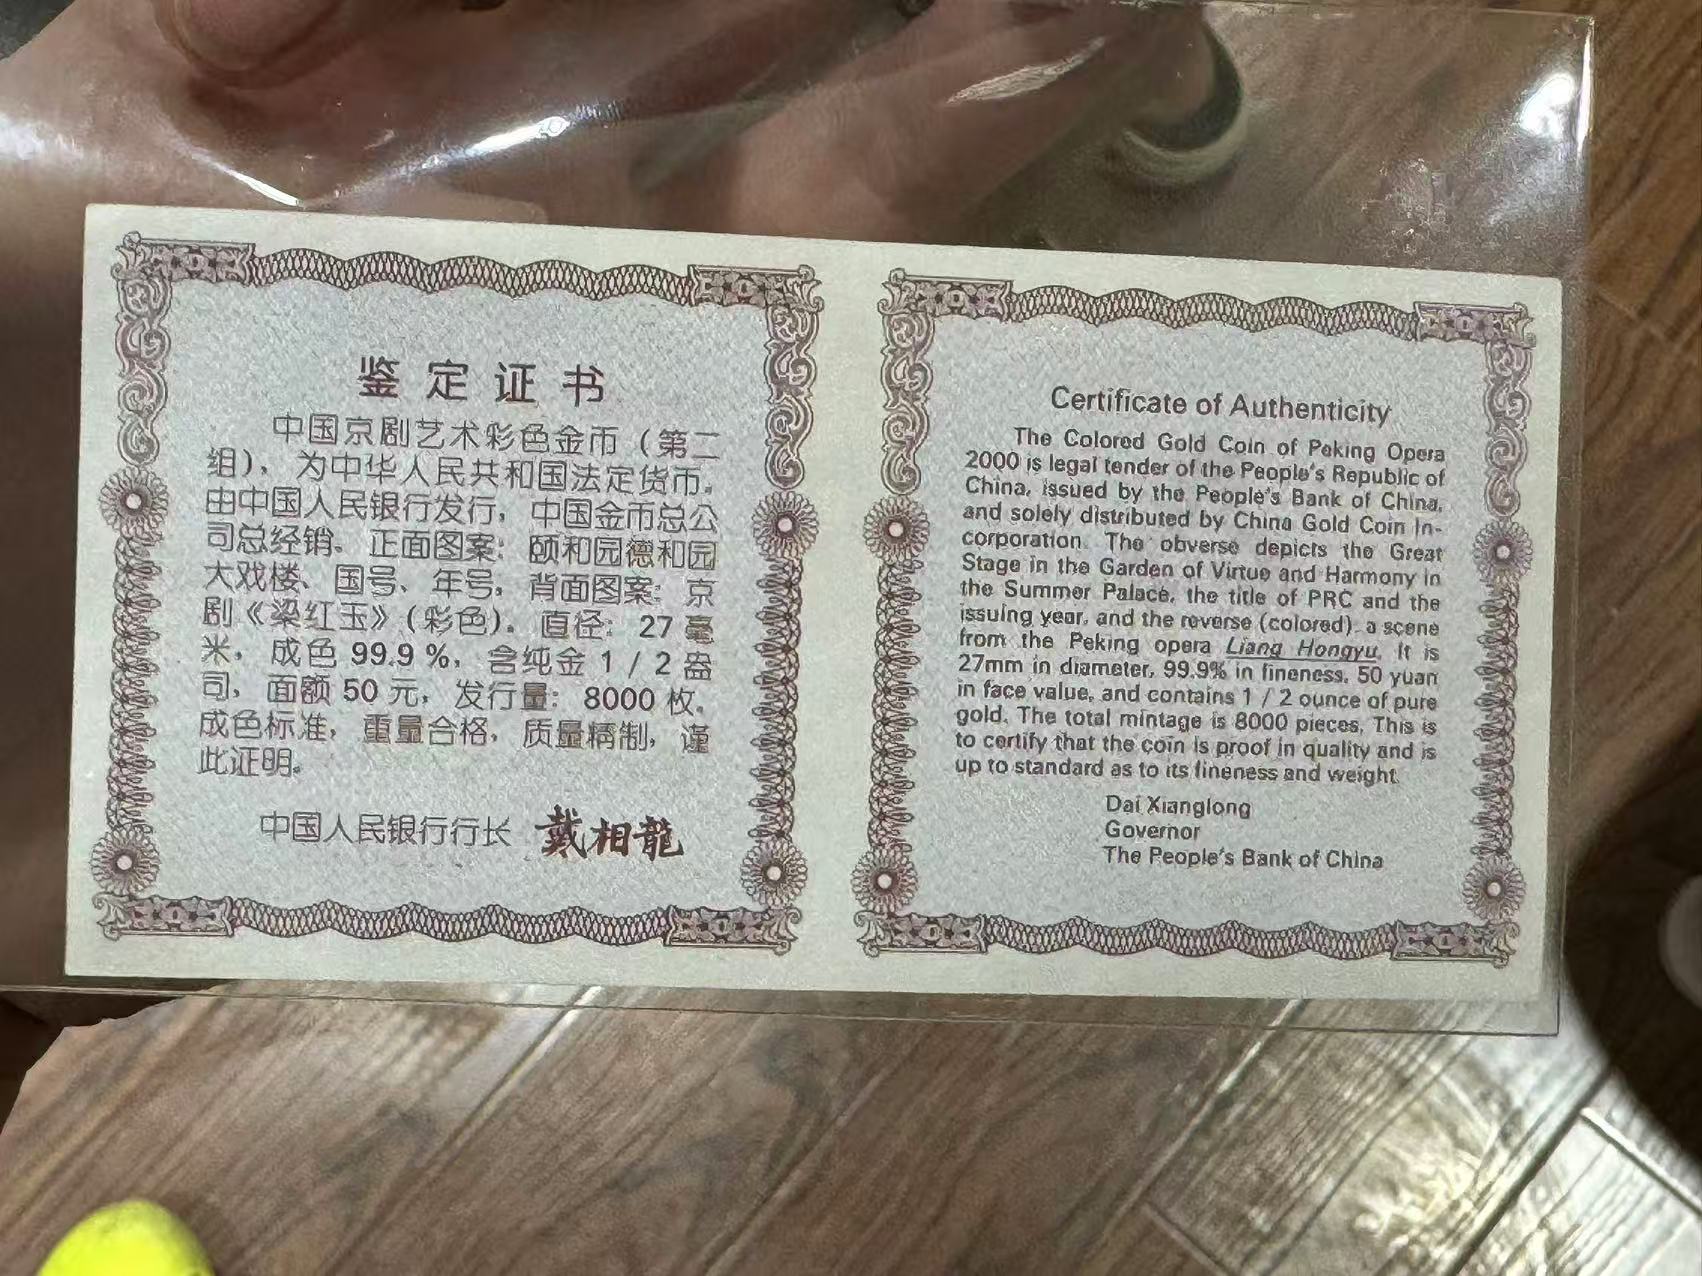 鉴定证书
中国京剧艺术彩色金币（第二
组），为中华人民共和国法定货币。
由中国人民银行发行，中国金币总公
司总经销。正面图案：颐和园德和园
大戏楼、国号、年号，背面图案：京
剧《梁红玉》（彩色）。直径：27毫
米，成色99.9%，含纯金1/2盎
司，面额50元，发行量：8000枚。
成色标准，重量合格，质量精制，谨
此证明。
中国人民银行行长 戴相龍
Certificate of Authenticity
The Colored Gold Coin of Peking Opera
2000 is legal tender of the People's Republic of
China, issued by the People's Bank of China,
and solely distributed by China Gold Coin In-
corporation. The obverse depicts the Great
Stage in the Garden of Virtue and Harmony in
the Summer Palace, the title of PRC and the
issuing year, and the reverse (colored) a scene
from the Peking opera Liang Hongyu. It is
27mm in diameter, 99.9% in fineness, 50 yuan
in face value, and contains 1 / 2 ounce of pure
gold. The total mintage is 8000 pieces. This is
to certify that the coin is proof in quality and is
up to standard as to its fineness and weight.
Dai Xianglong
Governor
The People's Bank of China